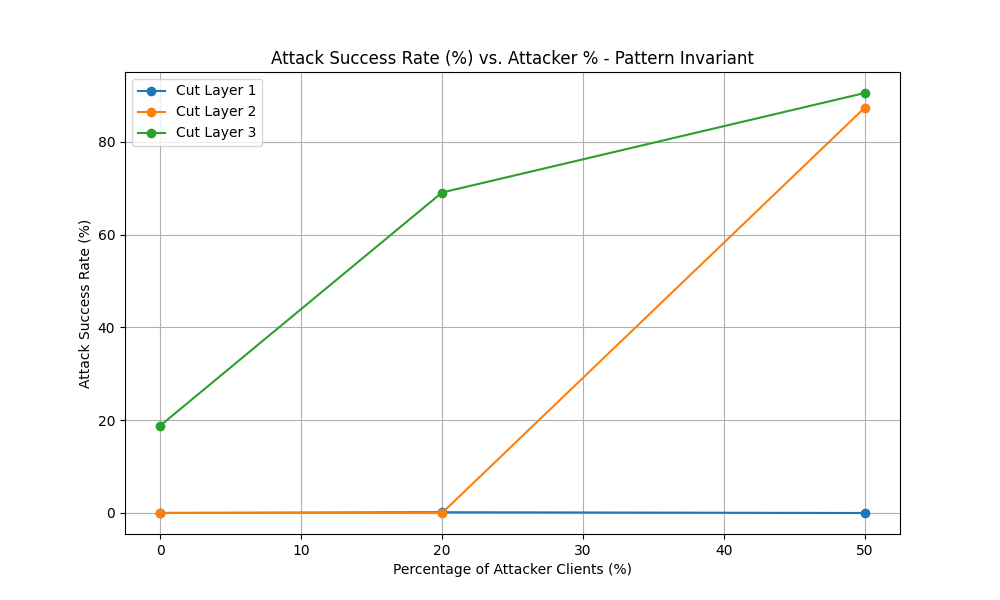 Attack Success Rate (%) vs. Attacker % - Pattern Invariant
Cut Layer 1
Cut Layer 2
Cut Layer 3
Attack Success Rate (%)
80
60
40
20
0
0 10 20 30 40 50
Percentage of Attacker Clients (%)